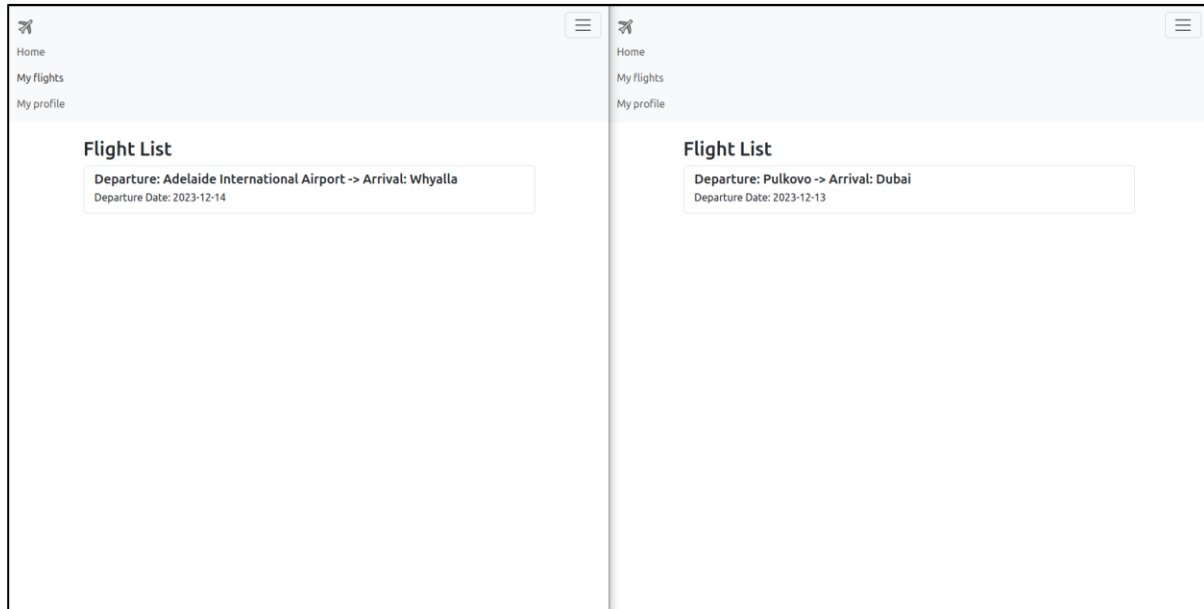 Home
My flights
My profile
Flight List
Departure: Adelaide International Airport -> Arrival: Whyalla
Departure Date: 2023-12-14
Home
My flights
My profile
Flight List
Departure: Pulkovo -> Arrival: Dubai
Departure Date: 2023-12-13